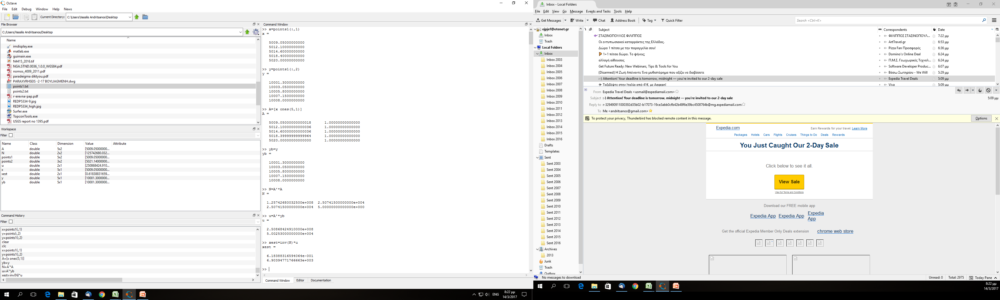 Octave
File Edit Debug Window Help News
Current Directory: C:\Users\Vassilis Andritsanos\Desktop
File Browser
C:/Users/Vassilis Andritsanos/Desktop
Name
imdisplay.exe
matlab.exe
guimain.exe
N4415_2016.tif
NGA.STND.0036_1.0.0_WGS84.pdf
nomos_4009_2011.pdf
paradeigma diktyou.pdf
PARAXVRHSEIS -2-17 BOYLIAGMENH.dwg
points1.txt
points2.txt
r-erevna-pap.pdf
REDP5334-9.jpg
REDP5334_high.jpg
Surfer.exe
TopconTools.exe
USGS report no 1395.pdf
Workspace
Filter
Name Class Dimension Value Attribute
A double 5x2 [5009.05000000...
N double 2x2 [125742680.032...
points1 double 5x2 [5009.05000000...
points2 double 3x2 [5021.14000000...
u double 2x1 [250868424.910...
x double 5x1 [5009.05000000...
xest double 2x1 [0.61838831659...
y double 5x1 [10001.3000000...
yb double 5x1 [10001.3000000...
Command History
Filter
x=points1(:,1)
y=points(:,2)
y=points1(:,2)
clear
clc
x=points1(:,1)
y=points1(:,2)
A=[x ones(5,1)]
yb=y
N=A'*A
u=A'*yb
xest=inv(N)*u
Command Window
>> x=points1(:,1)
x =
5009.05000000000
5012.10000000000
5014.60000000000
5018.40000000000
5020.00000000000
>> y=points1(:,2)
y =
10001.3000000000
10003.0500000000
10005.8000000000
10007.1500000000
10008.0000000000
>> A=[x ones(5,1)]
A =
5009.05000000000018 1.00000000000000
5012.10000000000036 1.00000000000000
5014.60000000000036 1.00000000000000
5018.39999999999964 1.00000000000000
5020.00000000000000 1.00000000000000
>> yb=y
yb =
10001.3000000000
10003.0500000000
10005.8000000000
10007.1500000000
10008.0000000000
>> N=A'*A
N =
1.25742680032500e+008 2.50741500000000e+004
2.50741500000000e+004 5.00000000000000e+000
>> u=A'*yb
u =
2.50868424910000e+008
5.00253000000000e+004
>> xest=inv(N)*u
xest =
6.18388316594064e-001
6.90394771766663e+003
>>
Command Window Editor Documentation
ENG 8:22 μμ
14/3/2017
Inbox - Local Folders
File Edit View Go Message Events and Tasks Tools Help
Get Messages Write Chat Address Book Tag Quick Filter Search <Ctrl+K>
ojpjef@otenet.gr
Inbox
Trash
Local Folders
Inbox
Inbox 2003
Inbox 2004
Inbox 2005
Inbox 2006
Inbox 2007
Inbox 2008
Inbox 2009
Inbox 2010
Inbox 2011
Inbox 2012
Inbox 2013
Inbox 2014
Inbox 2015
Inbox 2016
Drafts
Templates
Sent
Sent 2003
Sent 2004
Sent 2005
Sent 2006
Sent 2007
Sent 2008
Sent 2009
Sent 2010
Sent 2011
Sent 2012
Sent 2013
Sent 2014
Sent 2015
Sent 2016
Archives
2013
Junk
Trash
Outbox
Subject Correspondents Date
ΣΤΑΣΙΝΟΠΟΥΛΟΣ ΦΙΛΙΠΠΟΣ ΦΙΛΙΠΠΟΣ ΣΤΑΣΙΝΟΠΟΥΛ... 7:22 μμ
Οι εντυπωσιακοί καταρράκτες της Ελλάδας. ArtTravel.gr 6:53 μμ
Δώρο 1 πίτσα με την παραγγελία σου! Pizza Fan Προσφορές 6:36 μμ
1+1 πίτσα δώρο. Το ψήνεις; Domino's Online Deal 6:24 μμ
αλλαγή αίθουσας Π.Μ.Σ. Γεωχωρικές Τεχνολ... 6:24 μμ
Get Future Ready: New Webinars, Tips & Tools for You Software Developer Produc... 6:07 μμ
{Disarmed} Η Ζωή Απέναντι: Ένα μυθιστόρημα που αξίζει να διαβάσετε Βάσω Σωτηρίου - We Will 5:29 μμ
:-) Attention! Your deadline is tomorrow, midnight — you're invited to our 2-day sale Expedia Travel Deals 5:09 μμ
Ταξιδέψτε στην Ιταλία από 41€, με Aegean! Viva 5:09 μμ
From Expedia Travel Deals <usmail@expediamail.com>
Subject :-) Attention! Your deadline is tomorrow, midnight — you're invited to our 2-day sale 5:09 μμ
Reply to r-329490911000392d35b02-b17073-19ce3abb0cfb42b48f6e39bc4508764b@mg.expediamail.com
To Me <andritsanos@gmail.com>
To protect your privacy, Thunderbird has blocked remote content in this message. Options
Expedia.com Earn Rewards for your travel. Learn More
Packages Hotels Cars Flights Cruises Things to Do Deals Rewards
You Just Caught Our 2-Day Sale
Click below to see it all.
View Sale
View full Terms and Conditions
Download our FREE mobile app
Expedia App Expedia App Expedia App
Get the official Expedia Member Only Deals extension chrome web store
No messages to download Unread: 0 Total: 2975 14 Today Pane
8:22 μμ
14/3/2017